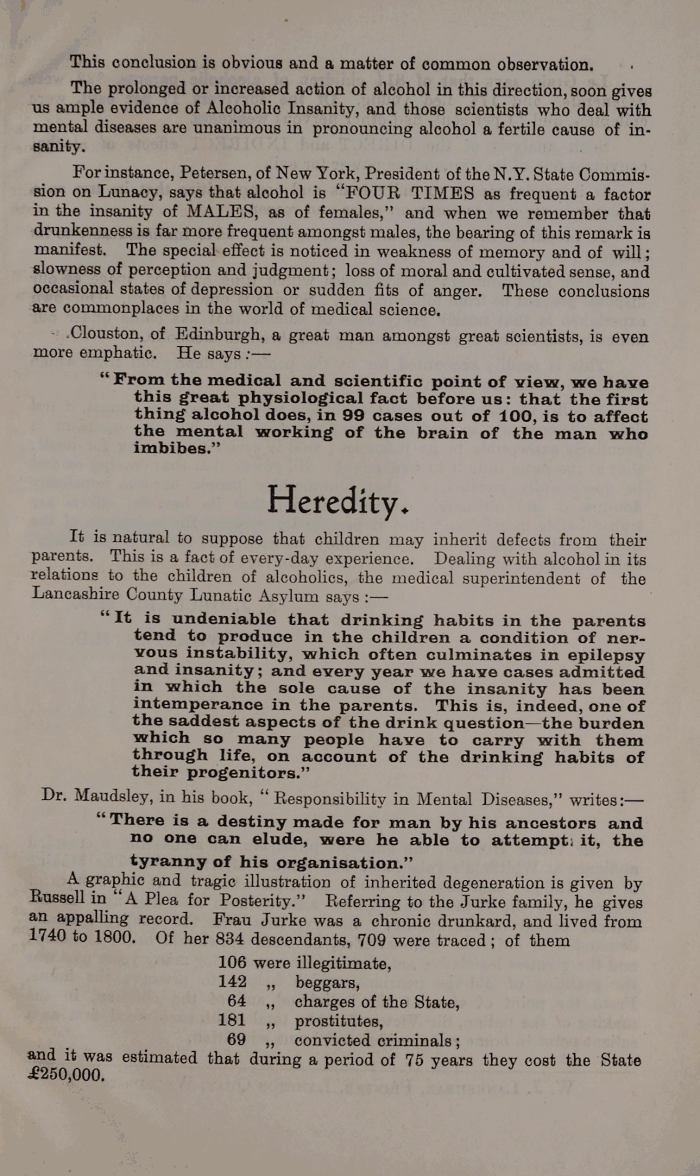 This conclusion is obvious and a matter of common observation.
The prolonged or increased action of alcohol in this direction, soon gives
us ample evidence of Alcoholic Insanity, and those scientists who deal with
mental diseases are unanimous in pronouncing alcohol a fertile cause of in-
sanity.
For instance, Petersen, of New York, President of the N.Y. State Commis-
sion on Lunacy, says that alcohol is “FOUR TIMES as frequent a factor
in the insanity of MALES, as of females,” and when we remember that
drunkenness is far more frequent amongst males, the bearing of this remark is
manifest. The special effect is noticed in weakness of memory and of will;
slowness of perception and judgment; loss of moral and cultivated sense, and
occasional states of depression or sudden fits of anger. These conclusions
are commonplaces in the world of medical science.
Clouston, of Edinburgh, a great man amongst great scientists, is even
more emphatic. He says :—
“From the medical and scientific point of view, we have
this great physiological fact before us: that the first
thing alcohol does, in 99 cases out of 100, is to affect
the mental working of the brain of the man who
imbibes.”
Heredity.
It is natural to suppose that children may inherit defects from their
parents. This is a fact of every-day experience. Dealing with alcohol in its
relations to the children of alcoholics, the medical superintendent of the
Lancashire County Lunatic Asylum says :—
“It is undeniable that drinking habits in the parents
tend to produce in the children a condition of ner-
vous instability, which often culminates in epilepsy
and insanity; and every year we have cases admitted
in which the sole cause of the insanity has been
intemperance in the parents. This is, indeed, one of
the saddest aspects of the drink question—the burden
which so many people have to carry with them
through life, on account of the drinking habits of
their progenitors.”
Dr. Maudsley, in his book, “Responsibility in Mental Diseases,” writes:—
“There is a destiny made for man by his ancestors and
no one can elude, were he able to attempt it, the
tyranny of his organisation.”
A graphic and tragic illustration of inherited degeneration is given by
Russell in “A Plea for Posterity.” Referring to the Jurke family, he gives
an appalling record. Frau Jurke was a chronic drunkard, and lived from
1740 to 1800. Of her 834 descendants, 709 were traced; of them
106 were illegitimate,
142 „ beggars,
64 „ charges of the State,
181 „ prostitutes,
69 „ convicted criminals;
and it was estimated that during a period of 75 years they cost the State
£250,000.